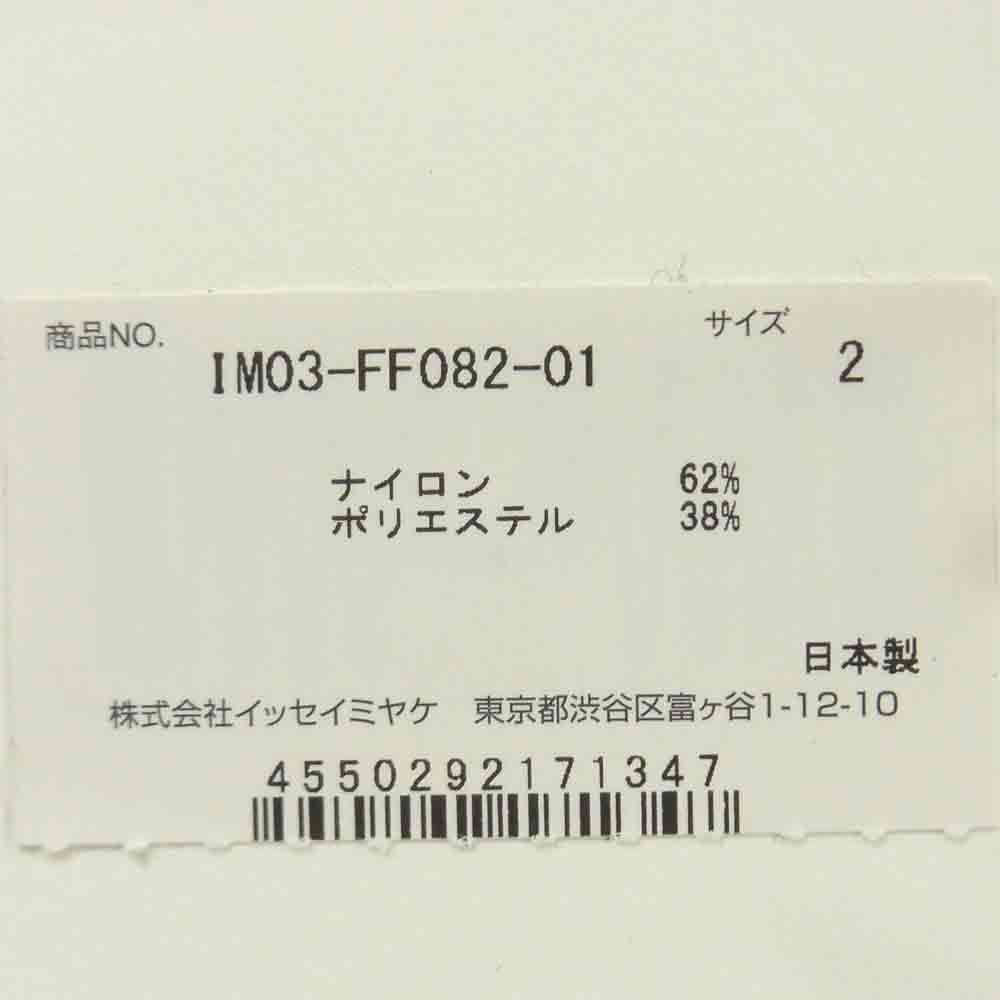 商品NO. サイズ
IM03-FF082-01 2
ナイロン 62%
ポリエステル 38%
日本製
株式会社イッセイミヤケ 東京都渋谷区富ヶ谷1-12-10
4550292171347